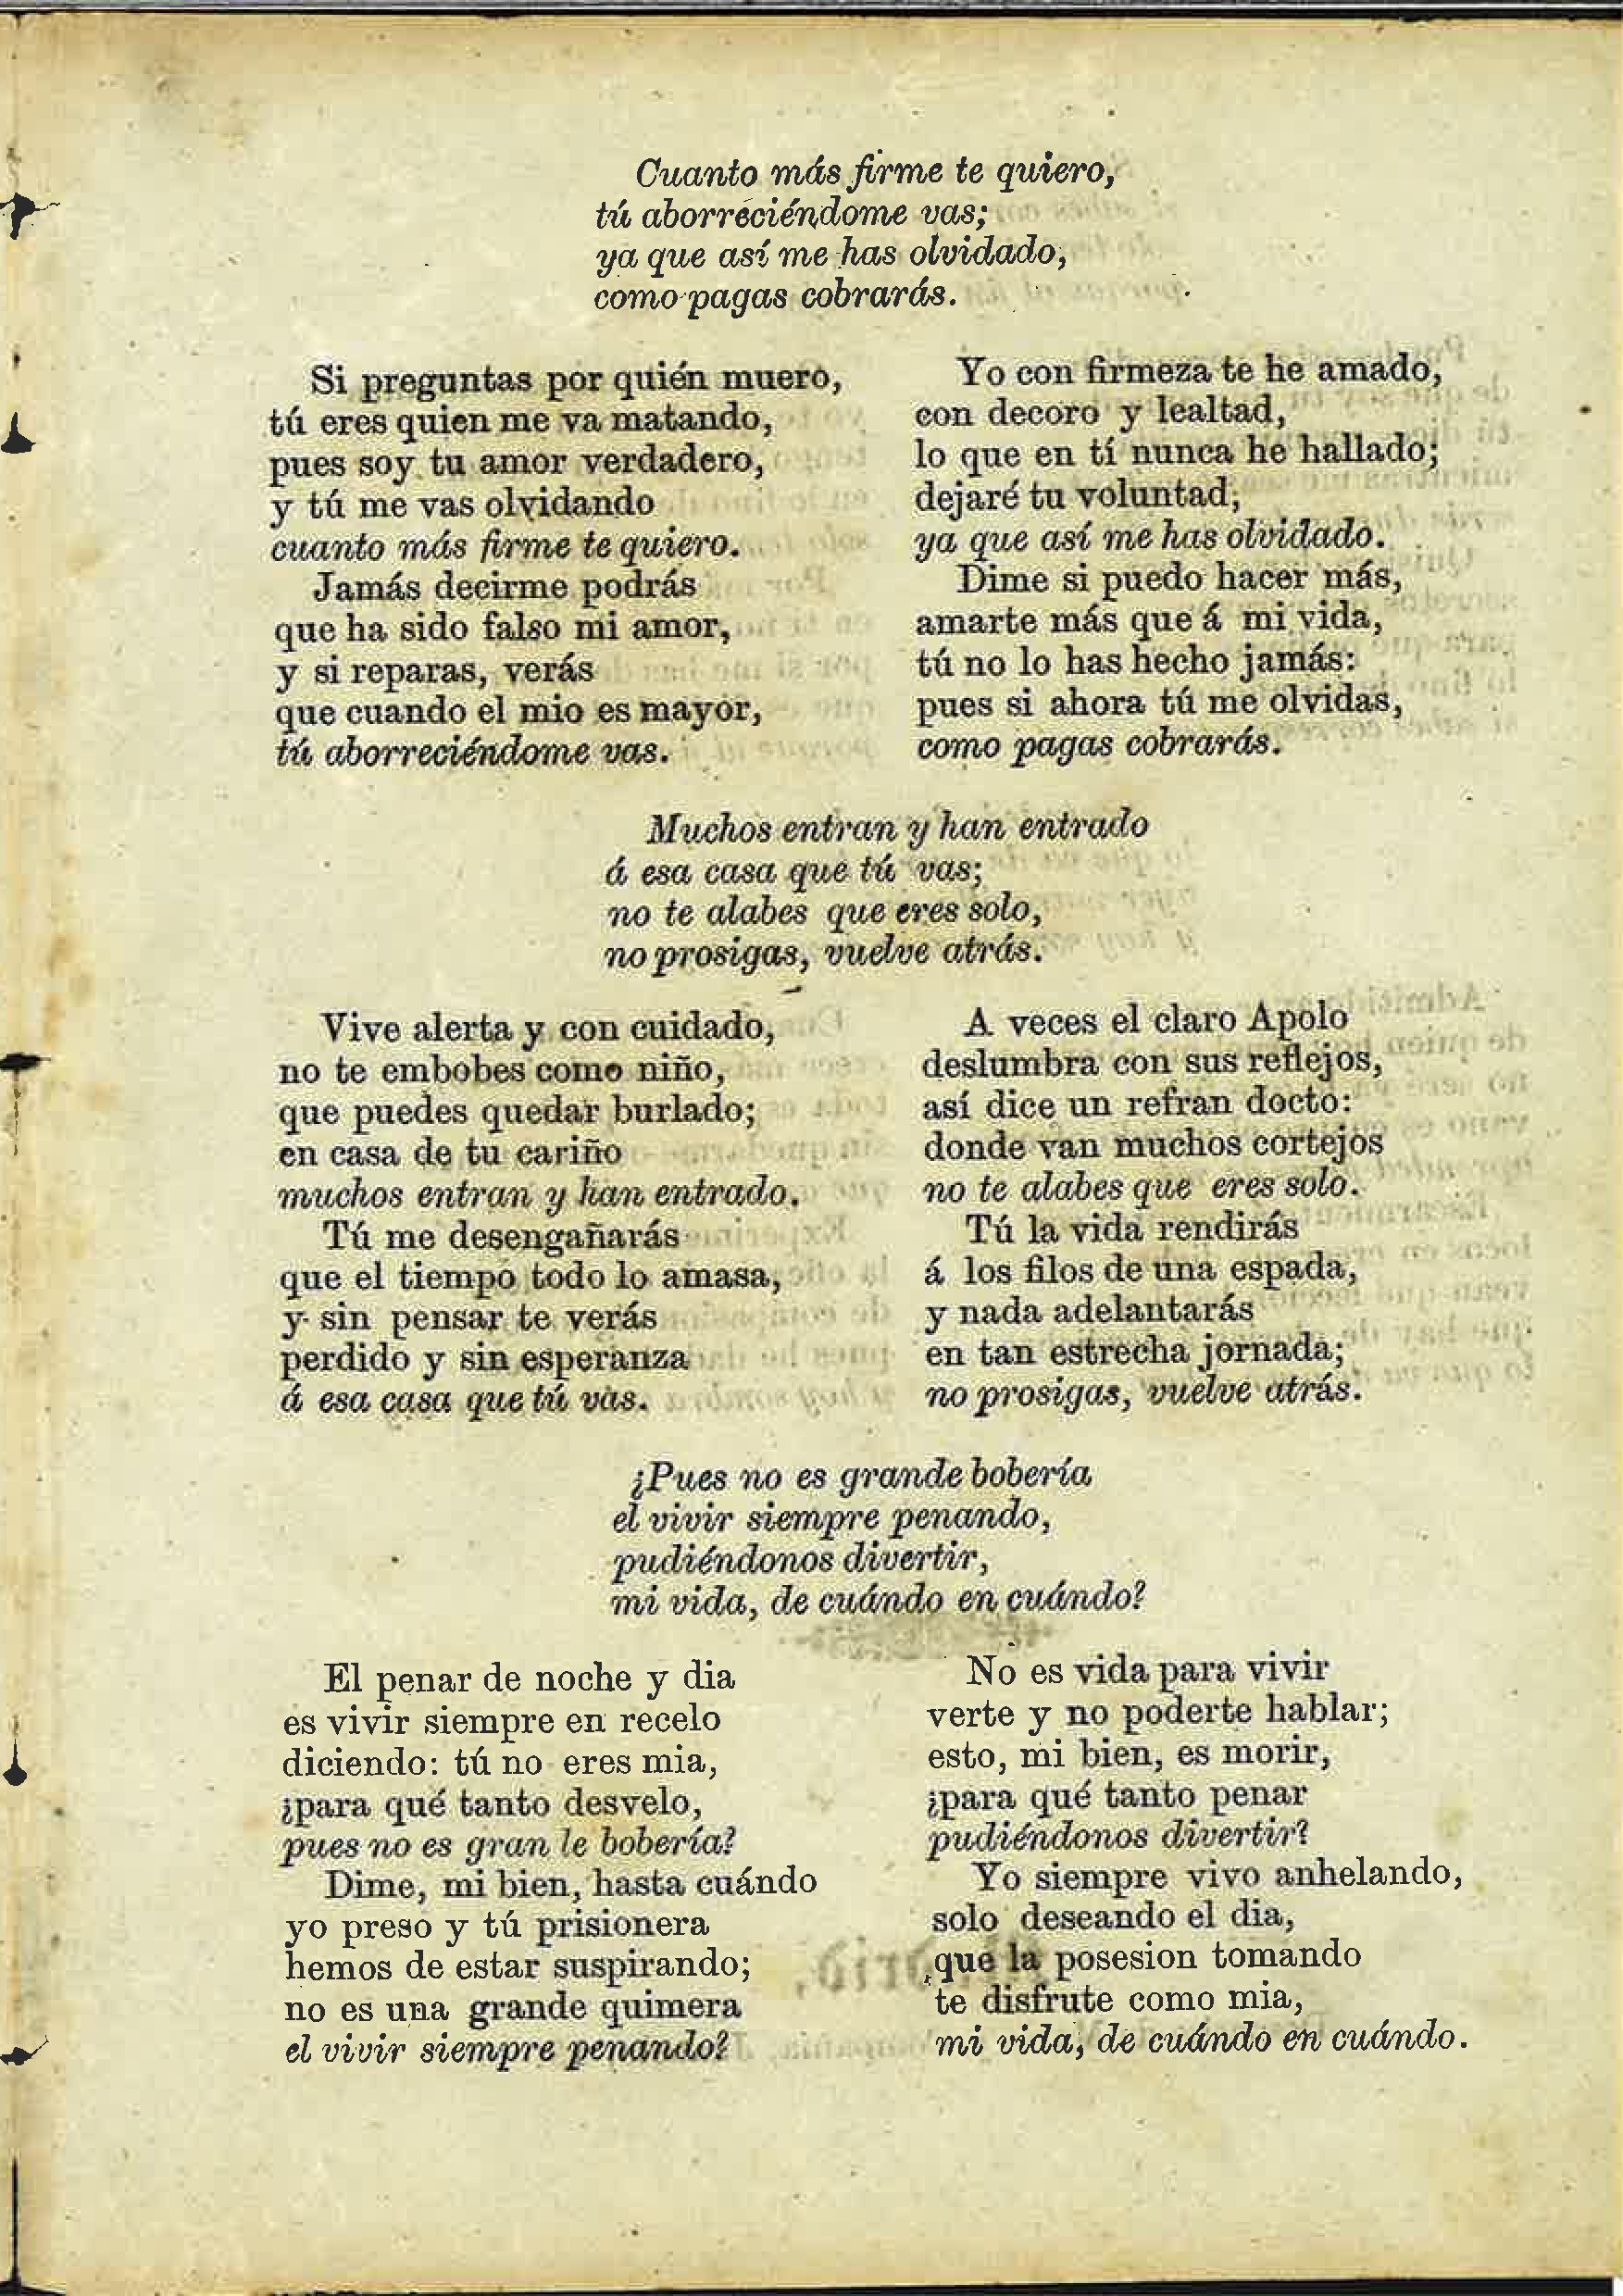 Cuanto más firme te quiero,
tú aborreciéndome vas;
ya que así me has olvidado,
como pagas cobrarás.
Si preguntas por quién muero,
tú eres quien me va matando,
pues soy tu amor verdadero,
y tú me vas olvidando
cuanto más firme te quiero.
Jamás decirme podrás
que ha sido falso mi amor,
y si reparas, verás
que cuando el mio es mayor,
tú aborreciéndome vas.
Yo con firmeza te he amado,
con decoro y lealtad,
lo que en tí nunca he hallado;
dejaré tu voluntad,
ya que así me has olvidado.
Dime si puedo hacer más,
amarte más que á mi vida,
tú no lo has hecho jamás:
pues si ahora tú me olvidas,
como pagas cobrarás.
Muchos entran y han entrado
á esa casa que tú vas;
no te alabes que eres solo,
no prosigas, vuelve atrás.
Vive alerta y con cuidado,
no te embobes como niño,
que puedes quedar burlado;
en casa de tu cariño
muchos entran y han entrado.
Tú me desengañarás
que el tiempo todo lo amasa,
y sin pensar te verás
perdido y sin esperanza
á esa casa que tú vas.
A veces el claro Apolo
deslumbra con sus reflejos,
así dice un refran docto:
donde van muchos cortejos
no te alabes que eres solo.
Tú la vida rendirás
á los filos de una espada,
y nada adelantarás
en tan estrecha jornada;
no prosigas, vuelve atrás.
¿Pues no es grande bobería
el vivir siempre penando,
pudiéndonos divertir,
mi vida, de cuándo en cuándo?
El penar de noche y dia
es vivir siempre en recelo
diciendo: tú no eres mia,
¿para qué tanto desvelo,
pues no es gran le bobería?
Dime, mi bien, hasta cuándo
yo preso y tú prisionera
hemos de estar suspirando;
no es una grande quimera
el vivir siempre penando?
No es vida para vivir
verte y no poderte hablar;
esto, mi bien, es morir,
¿para qué tanto penar
pudiéndonos divertir?
Yo siempre vivo anhelando,
solo deseando el dia,
que la posesion tomando
te disfrute como mia,
mi vida, de cuándo en cuándo.